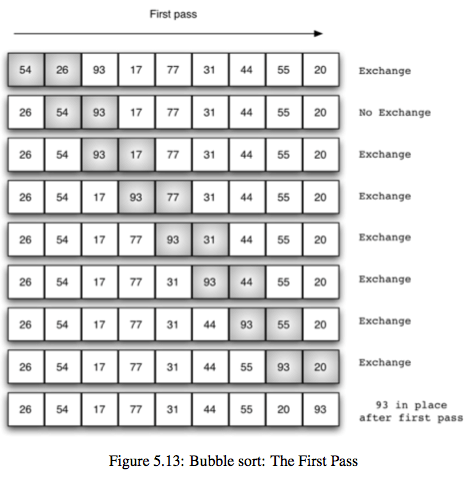 First pass
54 26 93 17 77 31 44 55 20 Exchange
26 54 93 17 77 31 44 55 20 No Exchange
26 54 93 17 77 31 44 55 20 Exchange
26 54 17 93 77 31 44 55 20 Exchange
26 54 17 77 93 31 44 55 20 Exchange
26 54 17 77 31 93 44 55 20 Exchange
26 54 17 77 31 44 93 55 20 Exchange
26 54 17 77 31 44 55 93 20 Exchange
26 54 17 77 31 44 55 20 93 93 in place
after first pass
Figure 5.13: Bubble sort: The First Pass